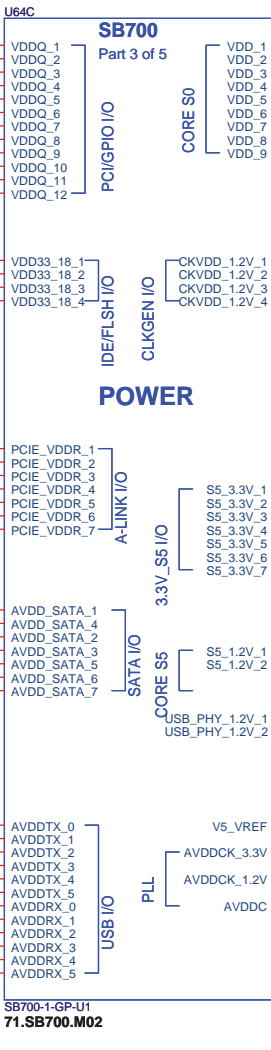 U64C
SB700
Part 3 of 5
VDDQ_1
VDDQ_2
VDDQ_3
VDDQ_4
VDDQ_5
VDDQ_6
VDDQ_7
VDDQ_8
VDDQ_9
VDDQ_10
VDDQ_11
VDDQ_12
PCI/GPIO I/O
CORE S0
VDD_1
VDD_2
VDD_3
VDD_4
VDD_5
VDD_6
VDD_7
VDD_8
VDD_9
VDD33_18_1
VDD33_18_2
VDD33_18_3
VDD33_18_4
IDE/FLSH I/O
CLKGEN I/O
CKVDD_1.2V_1
CKVDD_1.2V_2
CKVDD_1.2V_3
CKVDD_1.2V_4
POWER
PCIE_VDDR_1
PCIE_VDDR_2
PCIE_VDDR_3
PCIE_VDDR_4
PCIE_VDDR_5
PCIE_VDDR_6
PCIE_VDDR_7
A-LINK I/O
3.3V_S5 I/O
S5_3.3V_1
S5_3.3V_2
S5_3.3V_3
S5_3.3V_4
S5_3.3V_5
S5_3.3V_6
S5_3.3V_7
AVDD_SATA_1
AVDD_SATA_4
AVDD_SATA_2
AVDD_SATA_3
AVDD_SATA_5
AVDD_SATA_6
AVDD_SATA_7
SATA I/O
CORE S5
S5_1.2V_1
S5_1.2V_2
USB_PHY_1.2V_1
USB_PHY_1.2V_2
AVDDTX_0
AVDDTX_1
AVDDTX_2
AVDDTX_3
AVDDTX_4
AVDDTX_5
AVDDRX_0
AVDDRX_1
AVDDRX_2
AVDDRX_3
AVDDRX_4
AVDDRX_5
USB I/O
PLL
V5_VREF
AVDDCK_3.3V
AVDDCK_1.2V
AVDDC
SB700-1-GP-U1
71.SB700.M02